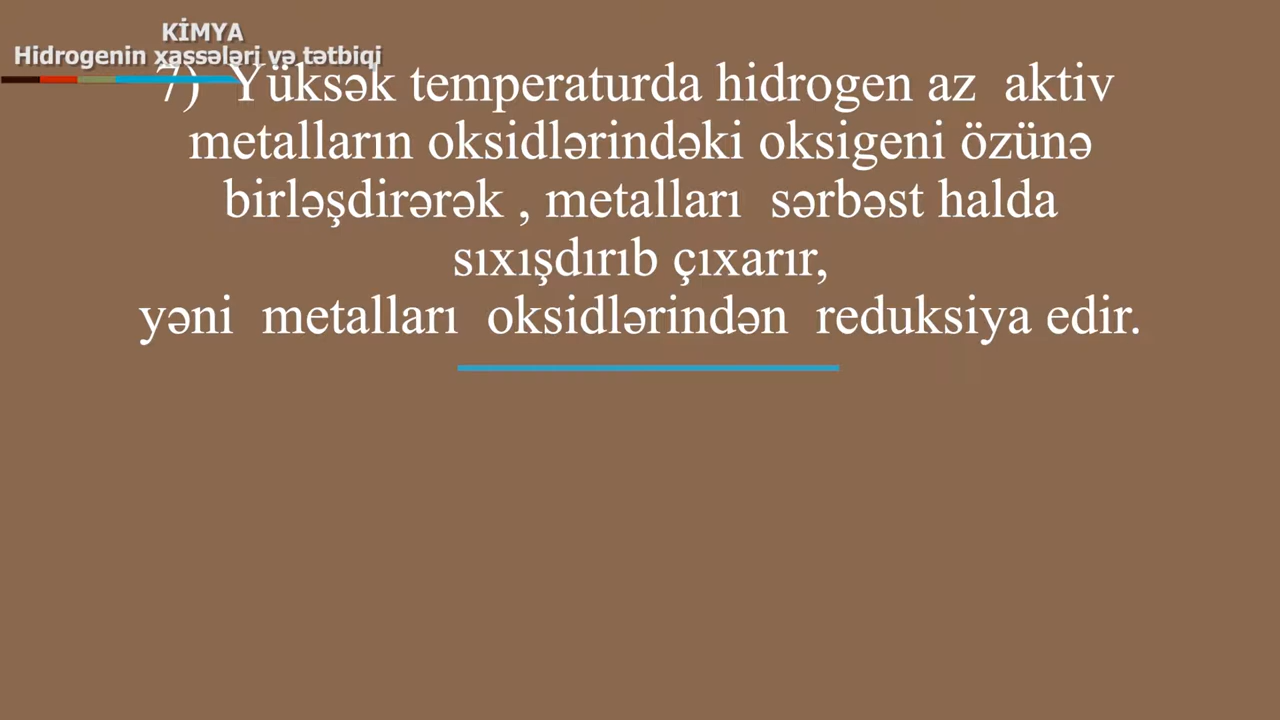 KİMYA
Hidrogenin xassələri və tətbiqi
7) Yüksək temperaturda hidrogen az aktiv
metalların oksidlərindəki oksigeni özünə
birləşdirərək , metalları sərbəst halda
sıxışdırıb çıxarır,
yəni metalları oksidlərindən reduksiya edir.